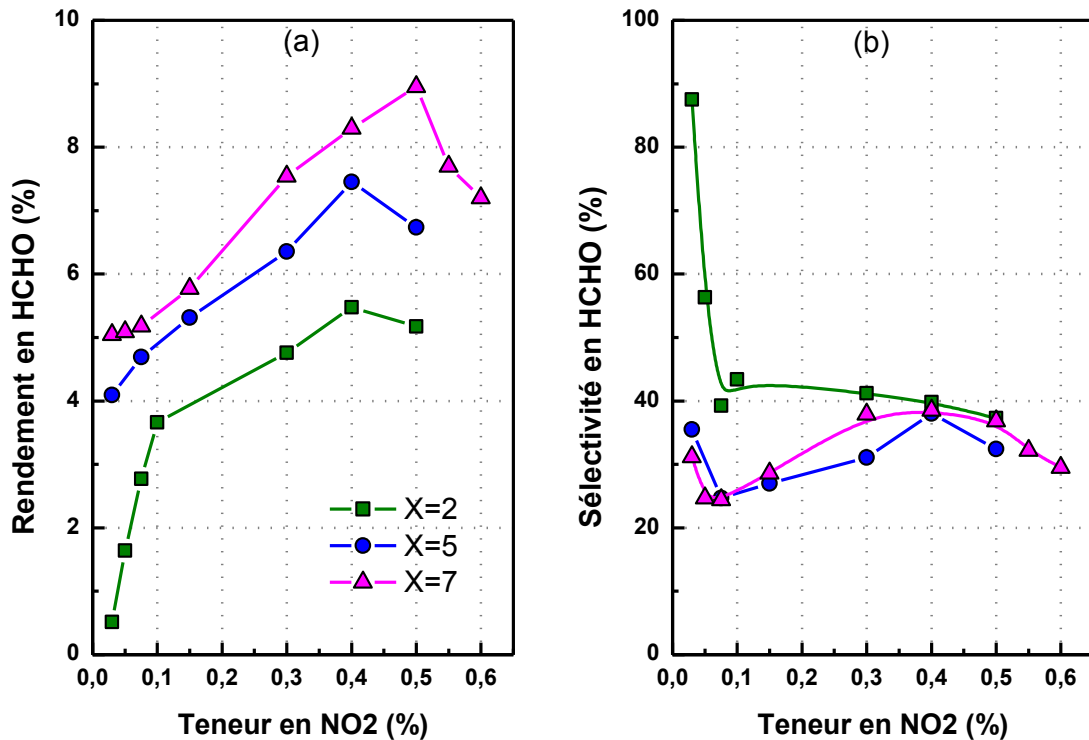 (a)
Rendement en HCHO (%)
10
8
6
4
2
0
X=2
X=5
X=7
0,0 0,1 0,2 0,3 0,4 0,5 0,6
Teneur en NO2 (%)
(b)
Sélectivité en HCHO (%)
100
80
60
40
20
0
0,0 0,1 0,2 0,3 0,4 0,5 0,6
Teneur en NO2 (%)